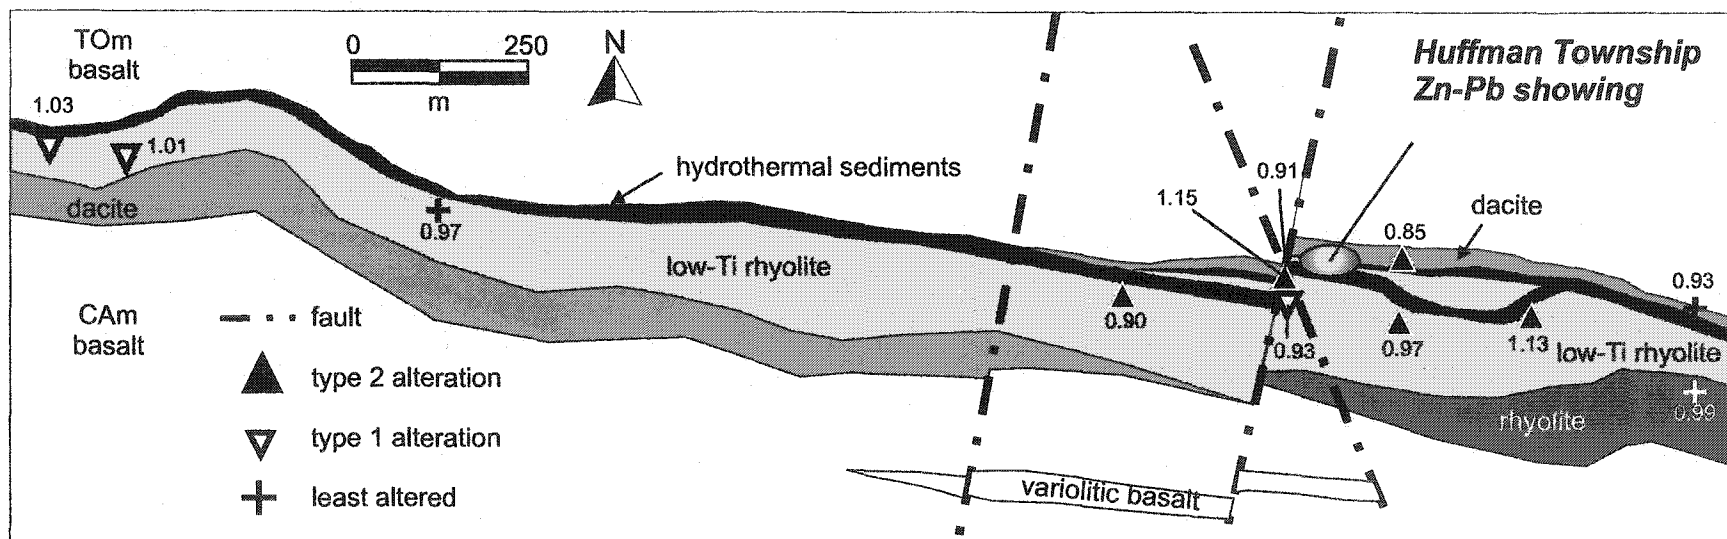 TOm
basalt
0 250
m
N
Huffman Township
Zn-Pb showing
1.03
1.01
hydrothermal sediments
0.91
1.15
dacite
0.85
dacite
0.97
low-Ti rhyolite
0.93
CAm
basalt
fault
0.90
0.93
0.97
1.13
low-Ti rhyolite
type 2 alteration
0.99
rhyolite
type 1 alteration
least altered
variolitic basalt